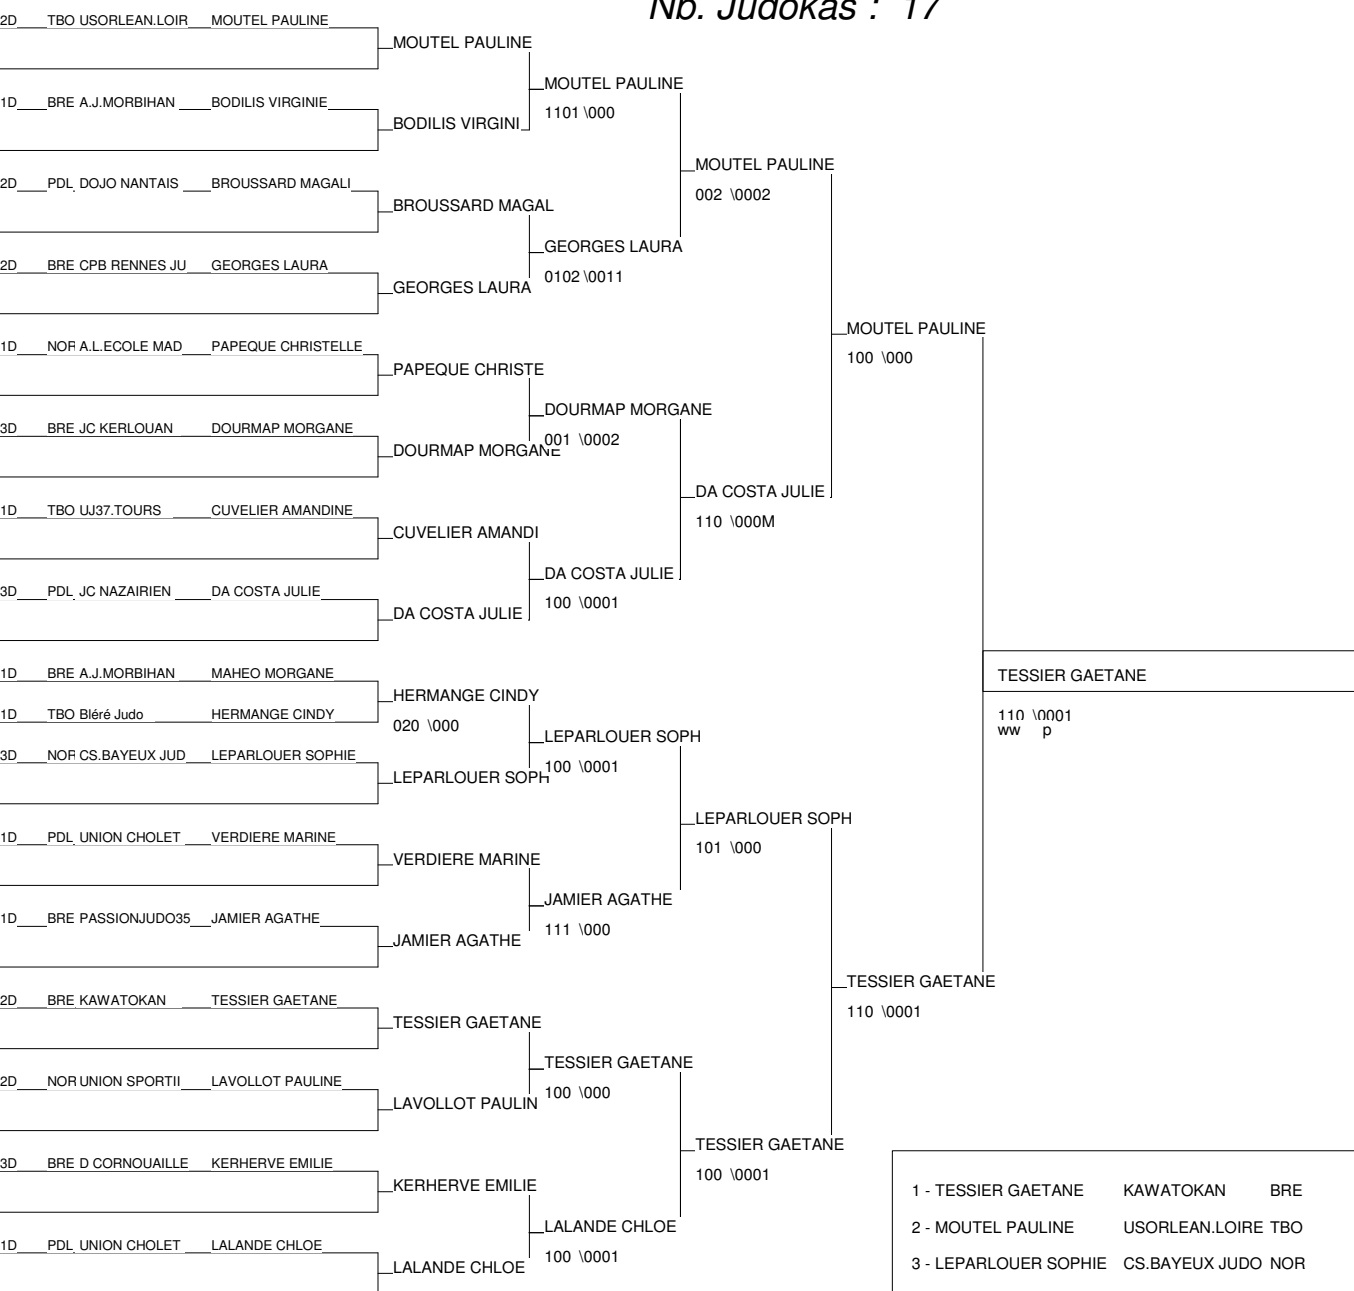 Nb. Judokas : 17
2D TBO USORLEAN.LOIR MOUTEL PAULINE
MOUTEL PAULINE
MOUTEL PAULINE
1D BRE A.J.MORBIHAN BODILIS VIRGINIE
1101 \000
BODILIS VIRGINI
MOUTEL PAULINE
2D PDL DOJO NANTAIS BROUSSARD MAGALI
002 \0002
BROUSSARD MAGAL
GEORGES LAURA
2D BRE CPB RENNES JU GEORGES LAURA
0102 \0011
GEORGES LAURA
MOUTEL PAULINE
1D NOR A.L.ECOLE MAD PAPEQUE CHRISTELLE
100 \000
PAPEQUE CHRISTE
DOURMAP MORGANE
3D BRE JC KERLOUAN DOURMAP MORGANE
001 \0002
DOURMAP MORGANE
DA COSTA JULIE
1D TBO UJ37.TOURS CUVELIER AMANDINE
110 \000M
CUVELIER AMANDI
DA COSTA JULIE
3D PDL JC NAZAIRIEN DA COSTA JULIE
100 \0001
DA COSTA JULIE
1D BRE A.J.MORBIHAN MAHEO MORGANE
TESSIER GAETANE
HERMANGE CINDY
1D TBO Bléré Judo HERMANGE CINDY
110 \0001
020 \000
ww p
LEPARLOUER SOPH
3D NOR CS.BAYEUX JUD LEPARLOUER SOPHIE
100 \0001
LEPARLOUER SOPH
LEPARLOUER SOPH
1D PDL UNION CHOLET VERDIERE MARINE
101 \000
VERDIERE MARINE
JAMIER AGATHE
1D BRE PASSIONJUDO35 JAMIER AGATHE
111 \000
JAMIER AGATHE
TESSIER GAETANE
2D BRE KAWATOKAN TESSIER GAETANE
110 \0001
TESSIER GAETANE
TESSIER GAETANE
2D NOR UNION SPORTII LAVOLLOT PAULINE
100 \000
LAVOLLOT PAULIN
TESSIER GAETANE
3D BRE D CORNOUAILLE KERHERVE EMILIE
100 \0001
KERHERVE EMILIE
LALANDE CHLOE
1D PDL UNION CHOLET LALANDE CHLOE
100 \0001
LALANDE CHLOE
1 - TESSIER GAETANE KAWATOKAN BRE
2 - MOUTEL PAULINE USORLEAN.LOIRE TBO
3 - LEPARLOUER SOPHIE CS.BAYEUX JUDO NOR